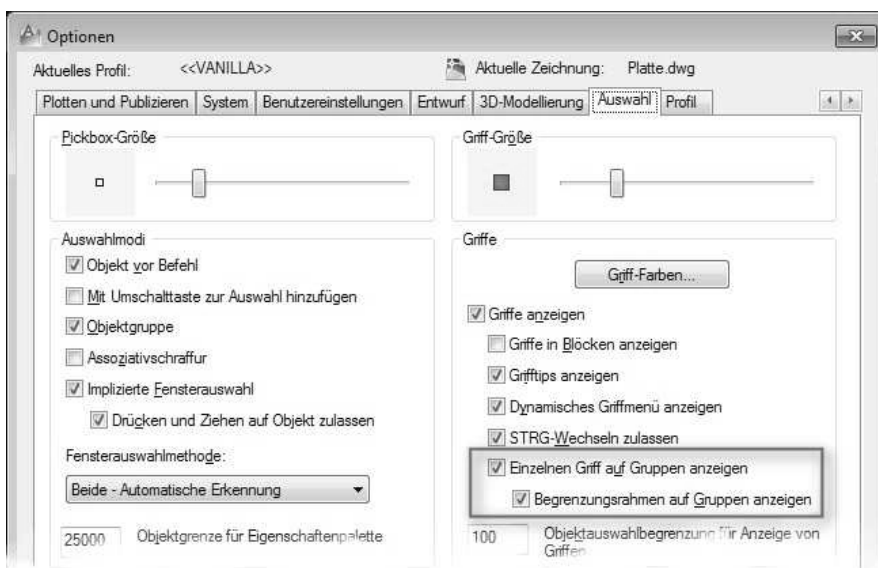 Optionen
Aktuelles Profil: <<VANILLA>> Aktuelle Zeichnung: Platte.dwg
Plotten und Publizieren System Benutzereinstellungen Entwurf 3D-Modellierung Auswahl Profil
Pickbox-Größe
Griff-Größe
Auswahlmodi
Objekt vor Befehl
Mit Umschalttaste zur Auswahl hinzufügen
Objektgruppe
Assoziativschraffur
Implizierte Fensterauswahl
Drücken und Ziehen auf Objekt zulassen
Fensterauswahlmethode:
Beide - Automatische Erkennung
25000 Objektgrenze für Eigenschaftenpalette
Griffe
Griff-Farben...
Griffe anzeigen
Griffe in Blöcken anzeigen
Grifftips anzeigen
Dynamisches Griffmenü anzeigen
STRG-Wechseln zulassen
Einzelnen Griff auf Gruppen anzeigen
Begrenzungsrahmen auf Gruppen anzeigen
100 Objektauswahlbegrenzung für Anzeige von
Griffen